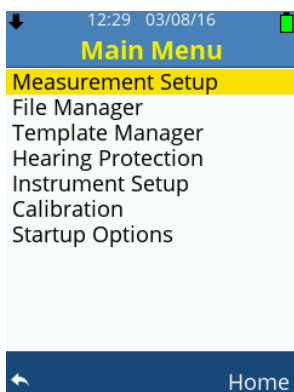 12:29 03/08/16
Main Menu
Measurement Setup
File Manager
Template Manager
Hearing Protection
Instrument Setup
Calibration
Startup Options
Home